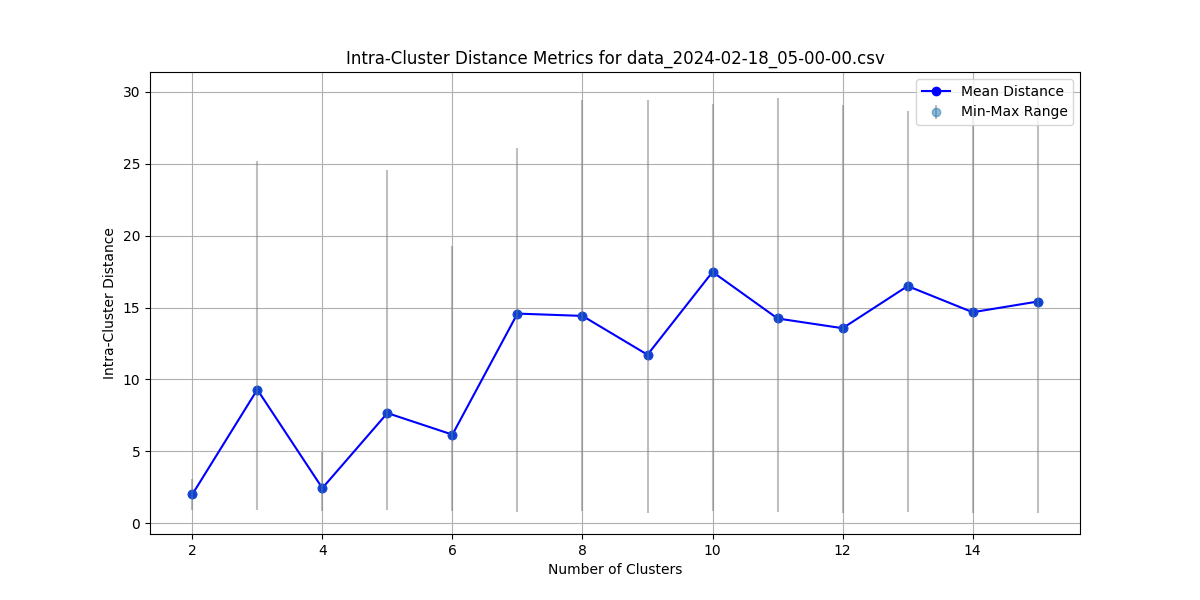 Intra-Cluster Distance Metrics for data_2024-02-18_05-00-00.csv
Mean Distance
Min-Max Range
30
25
20
15
10
5
0
Intra-Cluster Distance
2 4 6 8 10 12 14
Number of Clusters